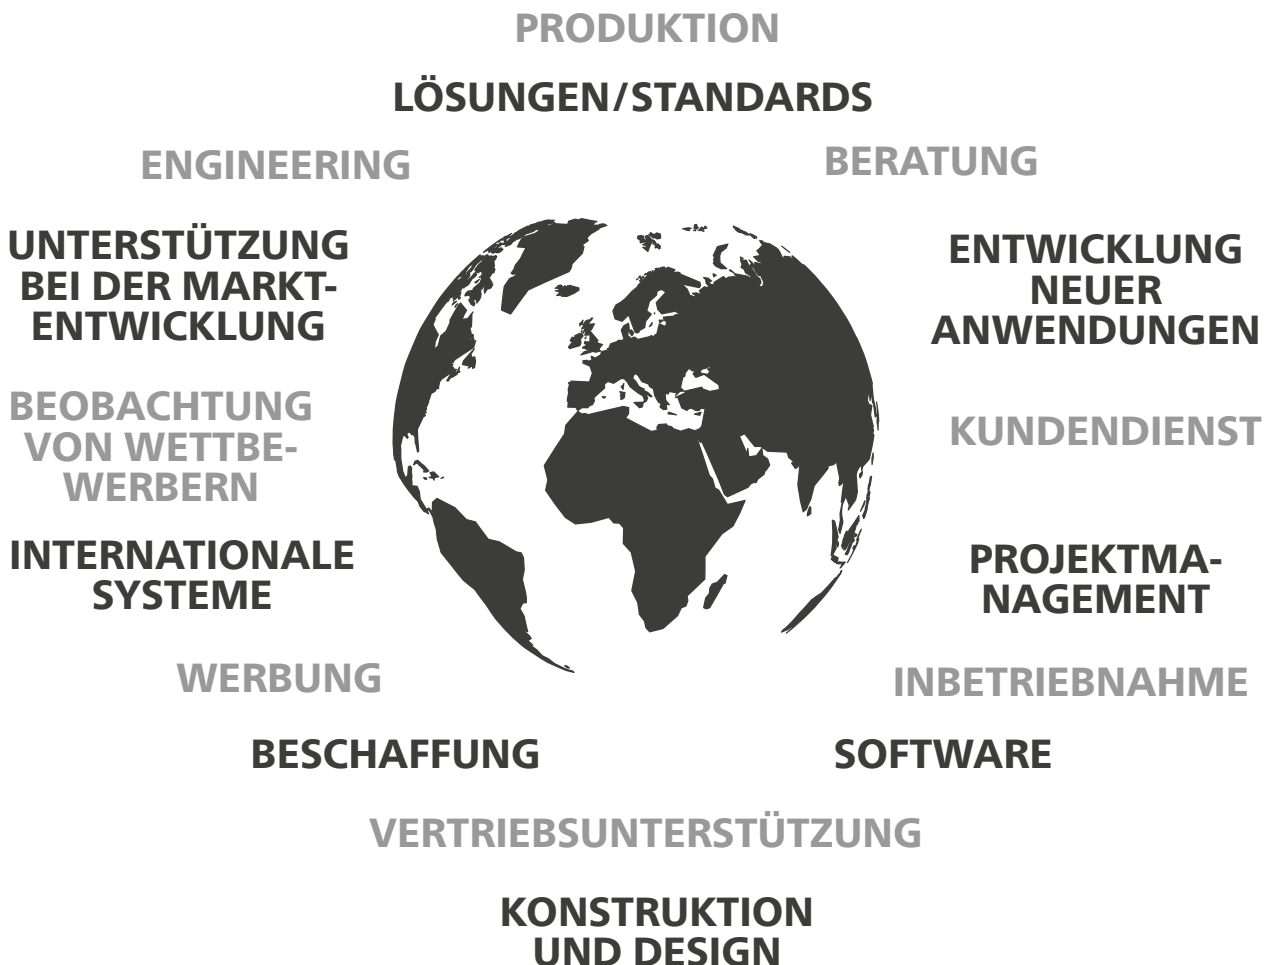 PRODUKTION
LÖSUNGEN/STANDARDS
ENGINEERING
BERATUNG
UNTERSTÜTZUNG
BEI DER MARKT-
ENTWICKLUNG
ENTWICKLUNG
NEUER
ANWENDUNGEN
BEOBACHTUNG
VON WETTBE-
WERBERN
KUNDENDIENST
INTERNATIONALE
SYSTEME
PROJEKTMA-
NAGEMENT
WERBUNG
INBETRIEBNAHME
BESCHAFFUNG
SOFTWARE
VERTRIEBSUNTERSTÜTZUNG
KONSTRUKTION
UND DESIGN